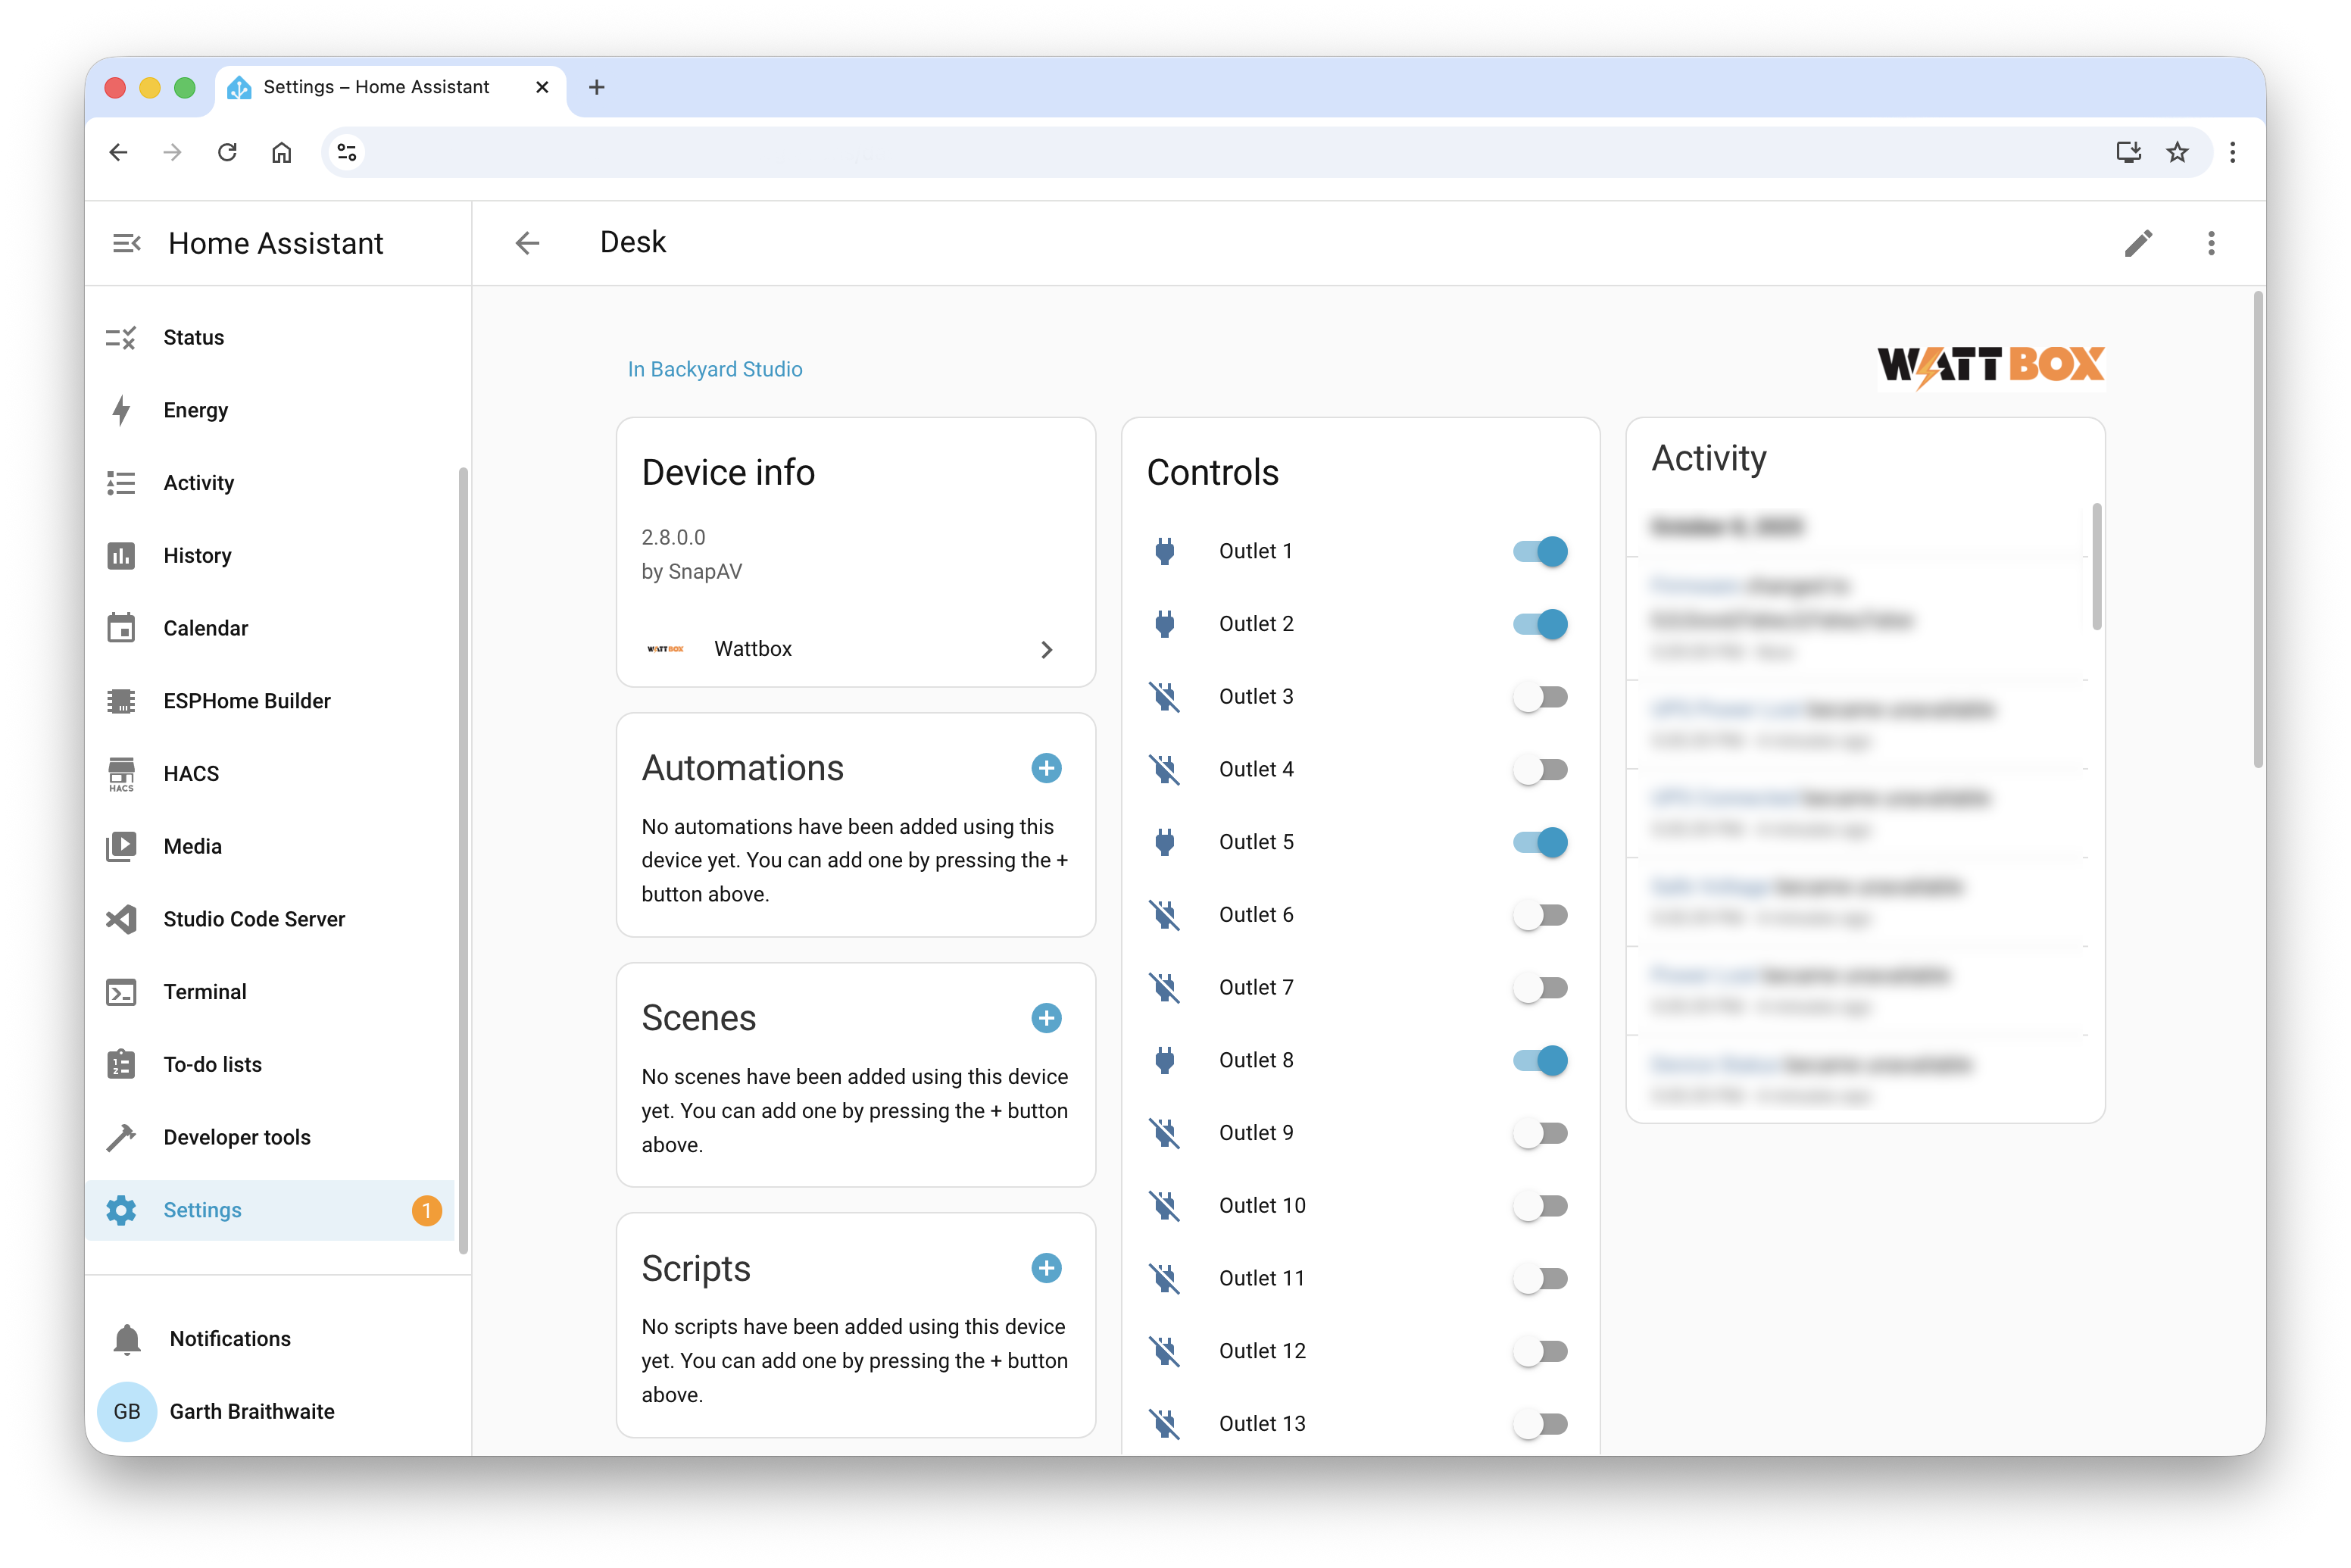 Settings – Home Assistant
Home Assistant
Desk
Status
Energy
Activity
History
Calendar
ESPHome Builder
HACS
HACS
Media
Studio Code Server
Terminal
To-do lists
Developer tools
Settings
1
Notifications
GB
Garth Braithwaite
In Backyard Studio
WATTBOX
Device info
2.8.0.0
by SnapAV
WATTBOX
Wattbox
Automations
No automations have been added using this
device yet. You can add one by pressing the +
button above.
Scenes
No scenes have been added using this device
yet. You can add one by pressing the + button
above.
Scripts
No scripts have been added using this device
yet. You can add one by pressing the + button
above.
Controls
Outlet 1
Outlet 2
Outlet 3
Outlet 4
Outlet 5
Outlet 6
Outlet 7
Outlet 8
Outlet 9
Outlet 10
Outlet 11
Outlet 12
Outlet 13
Activity